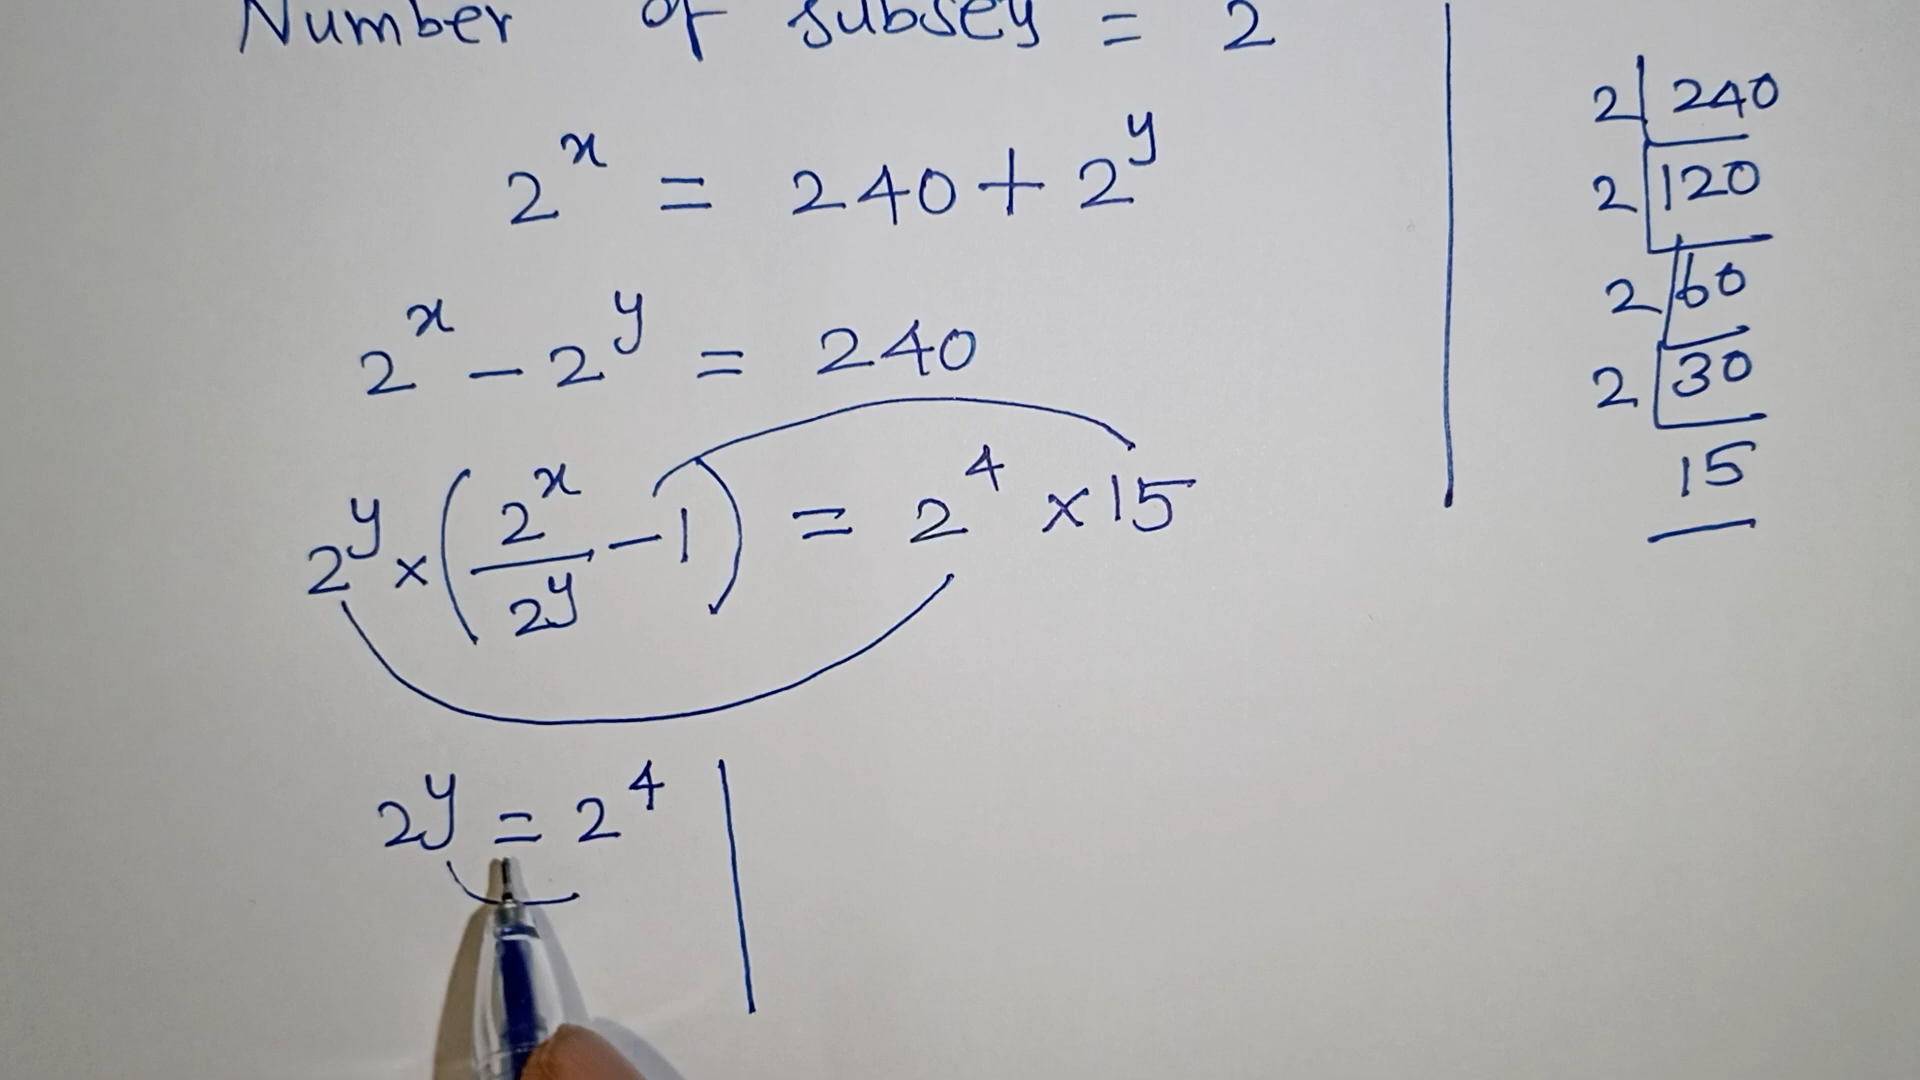 Number of subsey = 2
2^x = 240 + 2^y
2^x - 2^y = 240
2^y × (2^x/2^y - 1) = 2^4 × 15
2^y = 2^4
2 | 240
2 | 120
2 | 60
2 | 30
15